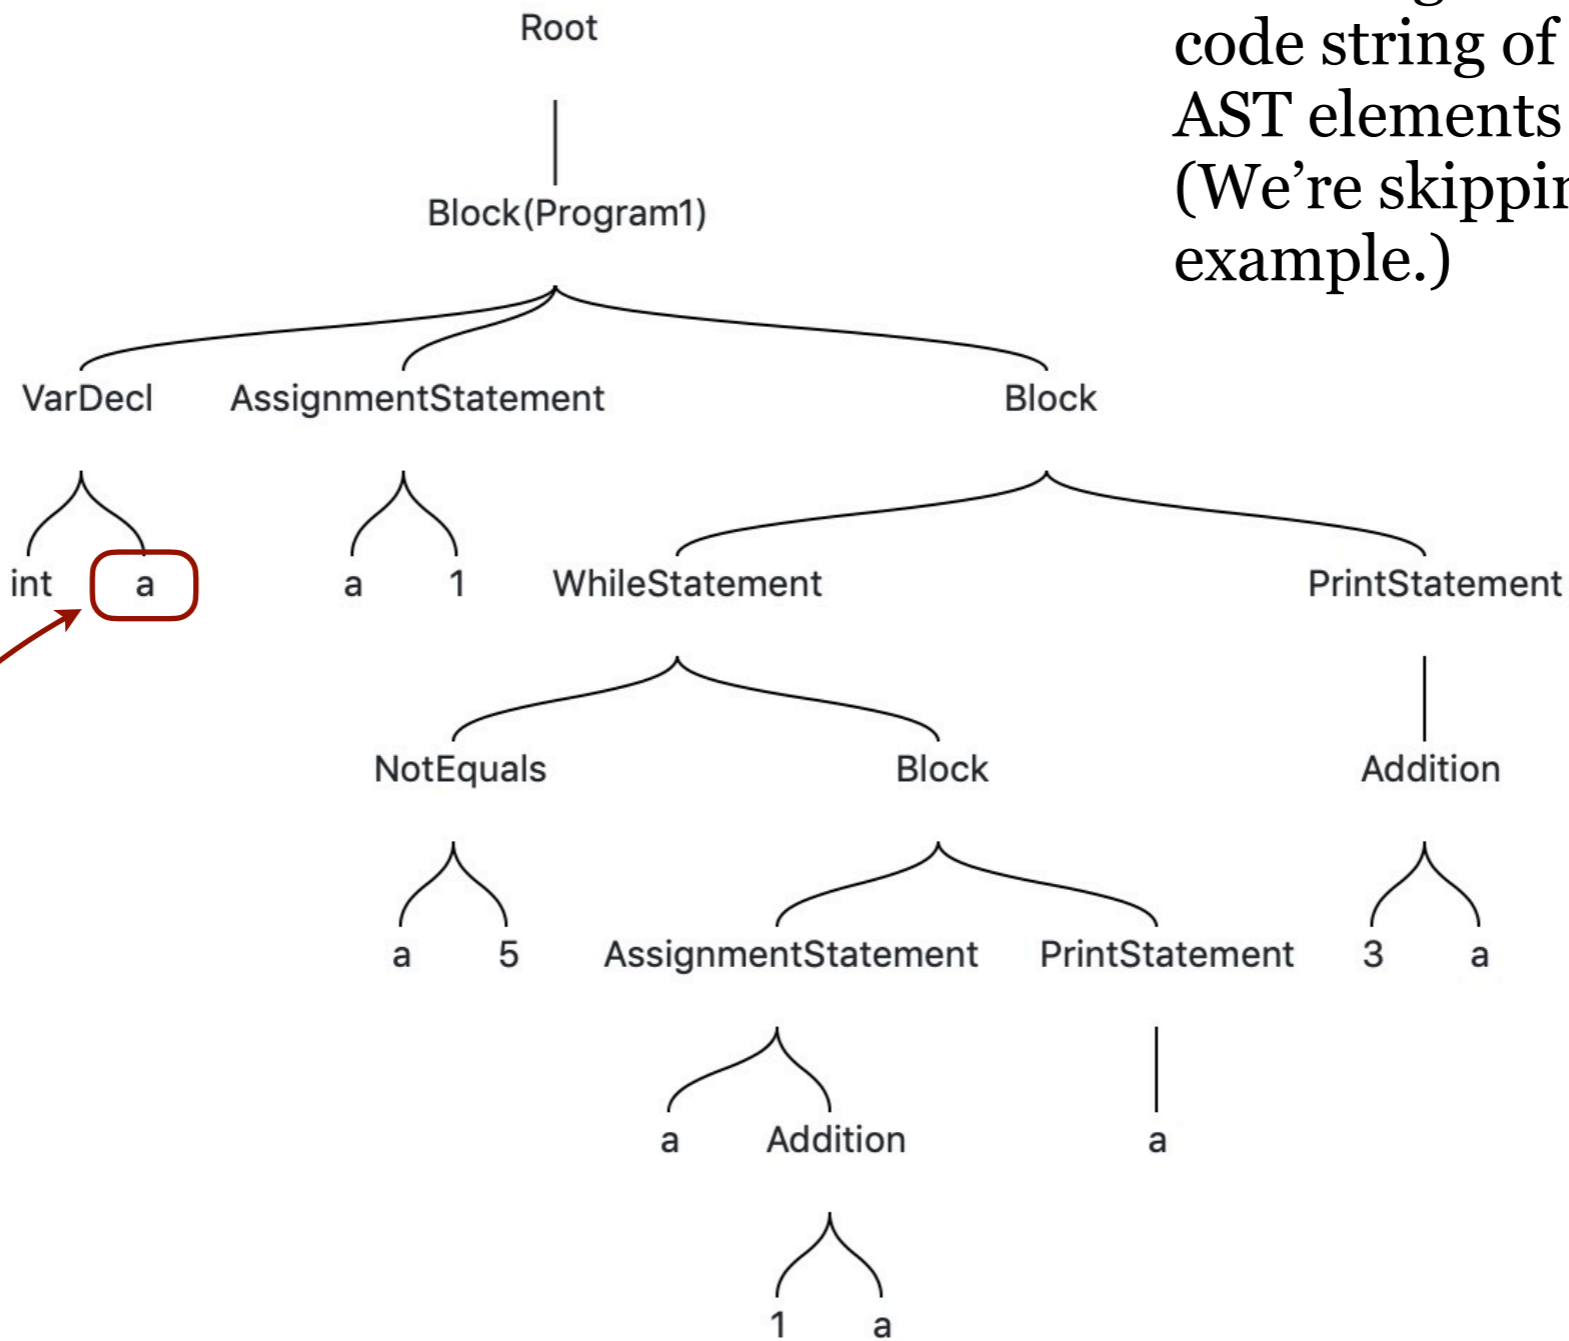 Root
code string of
AST elements
(We’re
example.)
Block(Program1)
VarDecl AssignmentStatement Block
int a a 1 WhileStatement PrintStatement
NotEquals Block Addition
a 5 AssignmentStatement PrintStatement 3 a
a Addition a
1 a